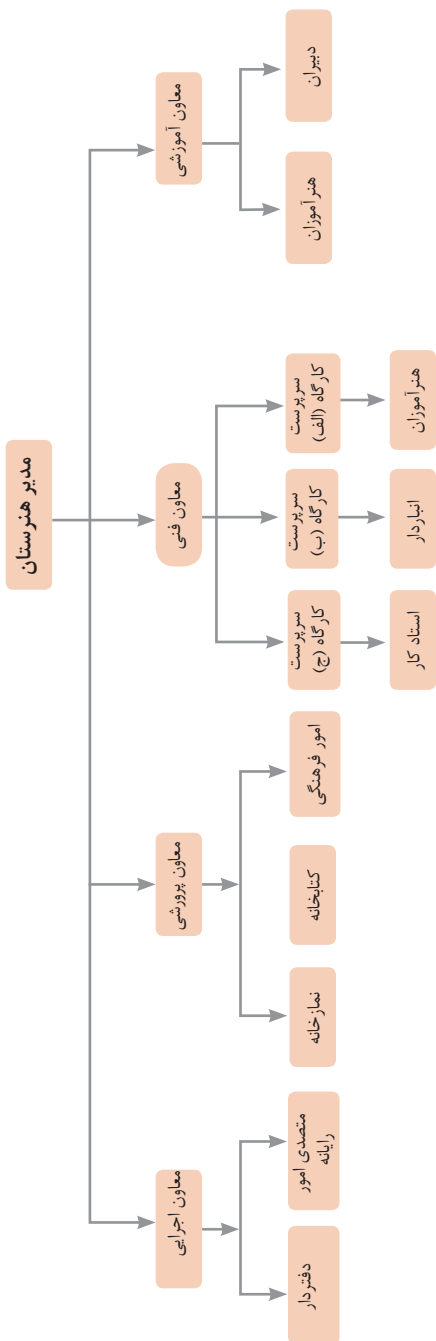 مدیر هنرستان
معاون آموزشی
دبیران
هنرآموزان
معاون فنی
سرپرست
کارگاه (الف)
هنرآموزان
سرپرست
کارگاه (ب)
انباردار
سرپرست
کارگاه (ج)
استاد کار
معاون پرورشی
امور فرهنگی
کتابخانه
نمازخانه
معاون اجرایی
متصدی امور
رایانه
دفتردار